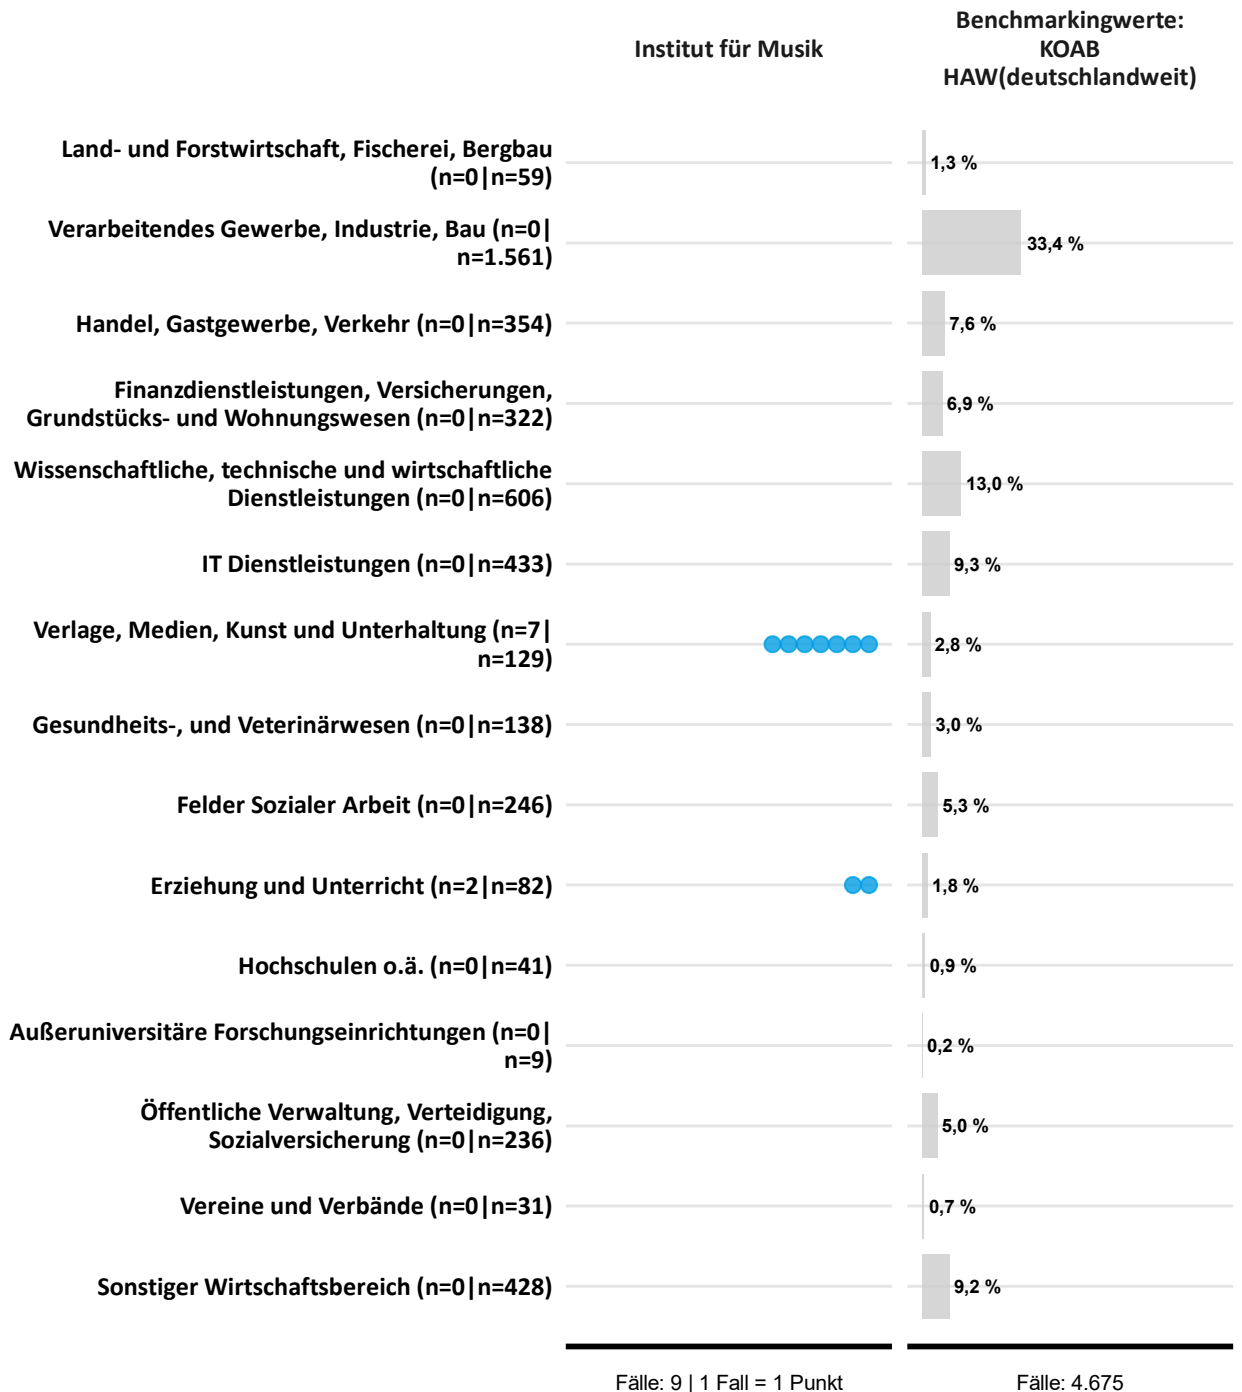 Institut für Musik
Benchmarkingwerte:
KOAB
HAW(deutschlandweit)
Land- und Forstwirtschaft, Fischerei, Bergbau
(n=0|n=59)
1,3 %
Verarbeitendes Gewerbe, Industrie, Bau (n=0|
n=1.561)
33,4 %
Handel, Gastgewerbe, Verkehr (n=0|n=354)
7,6 %
Finanzdienstleistungen, Versicherungen,
Grundstücks- und Wohnungswesen (n=0|n=322)
6,9 %
Wissenschaftliche, technische und wirtschaftliche
Dienstleistungen (n=0|n=606)
13,0 %
IT Dienstleistungen (n=0|n=433)
9,3 %
Verlage, Medien, Kunst und Unterhaltung (n=7|
n=129)
2,8 %
Gesundheits-, und Veterinärwesen (n=0|n=138)
3,0 %
Felder Sozialer Arbeit (n=0|n=246)
5,3 %
Erziehung und Unterricht (n=2|n=82)
1,8 %
Hochschulen o.ä. (n=0|n=41)
0,9 %
Außeruniversitäre Forschungseinrichtungen (n=0|
n=9)
0,2 %
Öffentliche Verwaltung, Verteidigung,
Sozialversicherung (n=0|n=236)
5,0 %
Vereine und Verbände (n=0|n=31)
0,7 %
Sonstiger Wirtschaftsbereich (n=0|n=428)
9,2 %
Fälle: 9 | 1 Fall = 1 Punkt
Fälle: 4.675